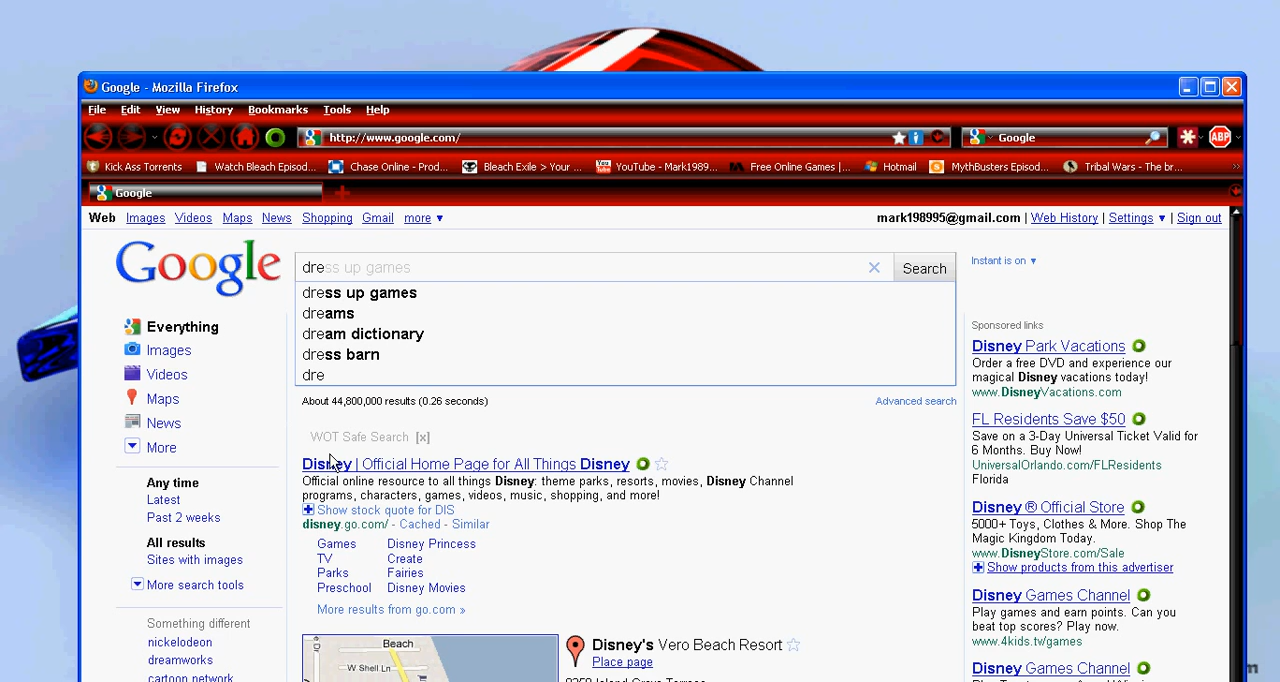 Google - Mozilla Firefox
File Edit View History Bookmarks Tools Help
http://www.google.com/
Google
ABP
Kick Ass Torrents Watch Bleach Episod... Chase Online - Prod... Bleach Exile > Your ... YouTube - Mark1989... Free Online Games |... Hotmail MythBusters Episod... Tribal Wars - The br...
Google
Web Images Videos Maps News Shopping Gmail more ▼
mark198995@gmail.com | Web History | Settings ▼ | Sign out
Google
dress up games
Search
Instant is on ▼
dress up games
dreams
dream dictionary
dress barn
dre
Everything
Images
Videos
Maps
News
More
Any time
Latest
Past 2 weeks
All results
Sites with images
More search tools
Something different
nickelodeon
dreamworks
cartoon network
About 44,800,000 results (0.26 seconds)
Advanced search
WOT Safe Search [x]
Disney | Official Home Page for All Things Disney
Official online resource to all things Disney: theme parks, resorts, movies, Disney Channel
programs, characters, games, videos, music, shopping, and more!
Show stock quote for DIS
disney.go.com/ - Cached - Similar
Games Disney Princess
TV Create
Parks Fairies
Preschool Disney Movies
More results from go.com »
Beach
W Shell Ln
Disney's Vero Beach Resort
Place page
Sponsored links
Disney Park Vacations
Order a free DVD and experience our
magical Disney vacations today!
www.DisneyVacations.com
FL Residents Save $50
Save on a 3-Day Universal Ticket Valid for
6 Months. Buy Now!
UniversalOrlando.com/FLResidents
Florida
Disney ® Official Store
5000+ Toys, Clothes & More. Shop The
Magic Kingdom Today.
www.DisneyStore.com/Sale
Show products from this advertiser
Disney Games Channel
Play games and earn points. Can you
beat top scores? Play now.
www.4kids.tv/games
Disney Games Channel